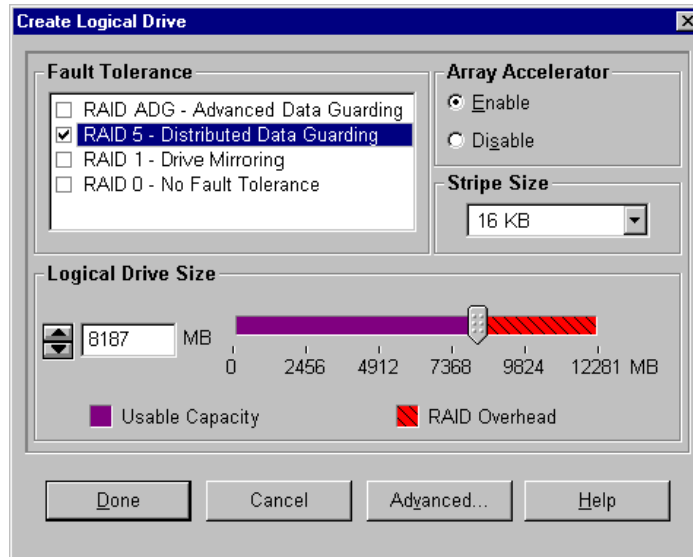 Create Logical Drive
Fault Tolerance
RAID ADG - Advanced Data Guarding
RAID 5 - Distributed Data Guarding
RAID 1 - Drive Mirroring
RAID 0 - No Fault Tolerance
Array Accelerator
Enable
Disable
Stripe Size
16 KB
Logical Drive Size
8187 MB
0 2456 4912 7368 9824 12281 MB
Usable Capacity RAID Overhead
Done Cancel Advanced... Help